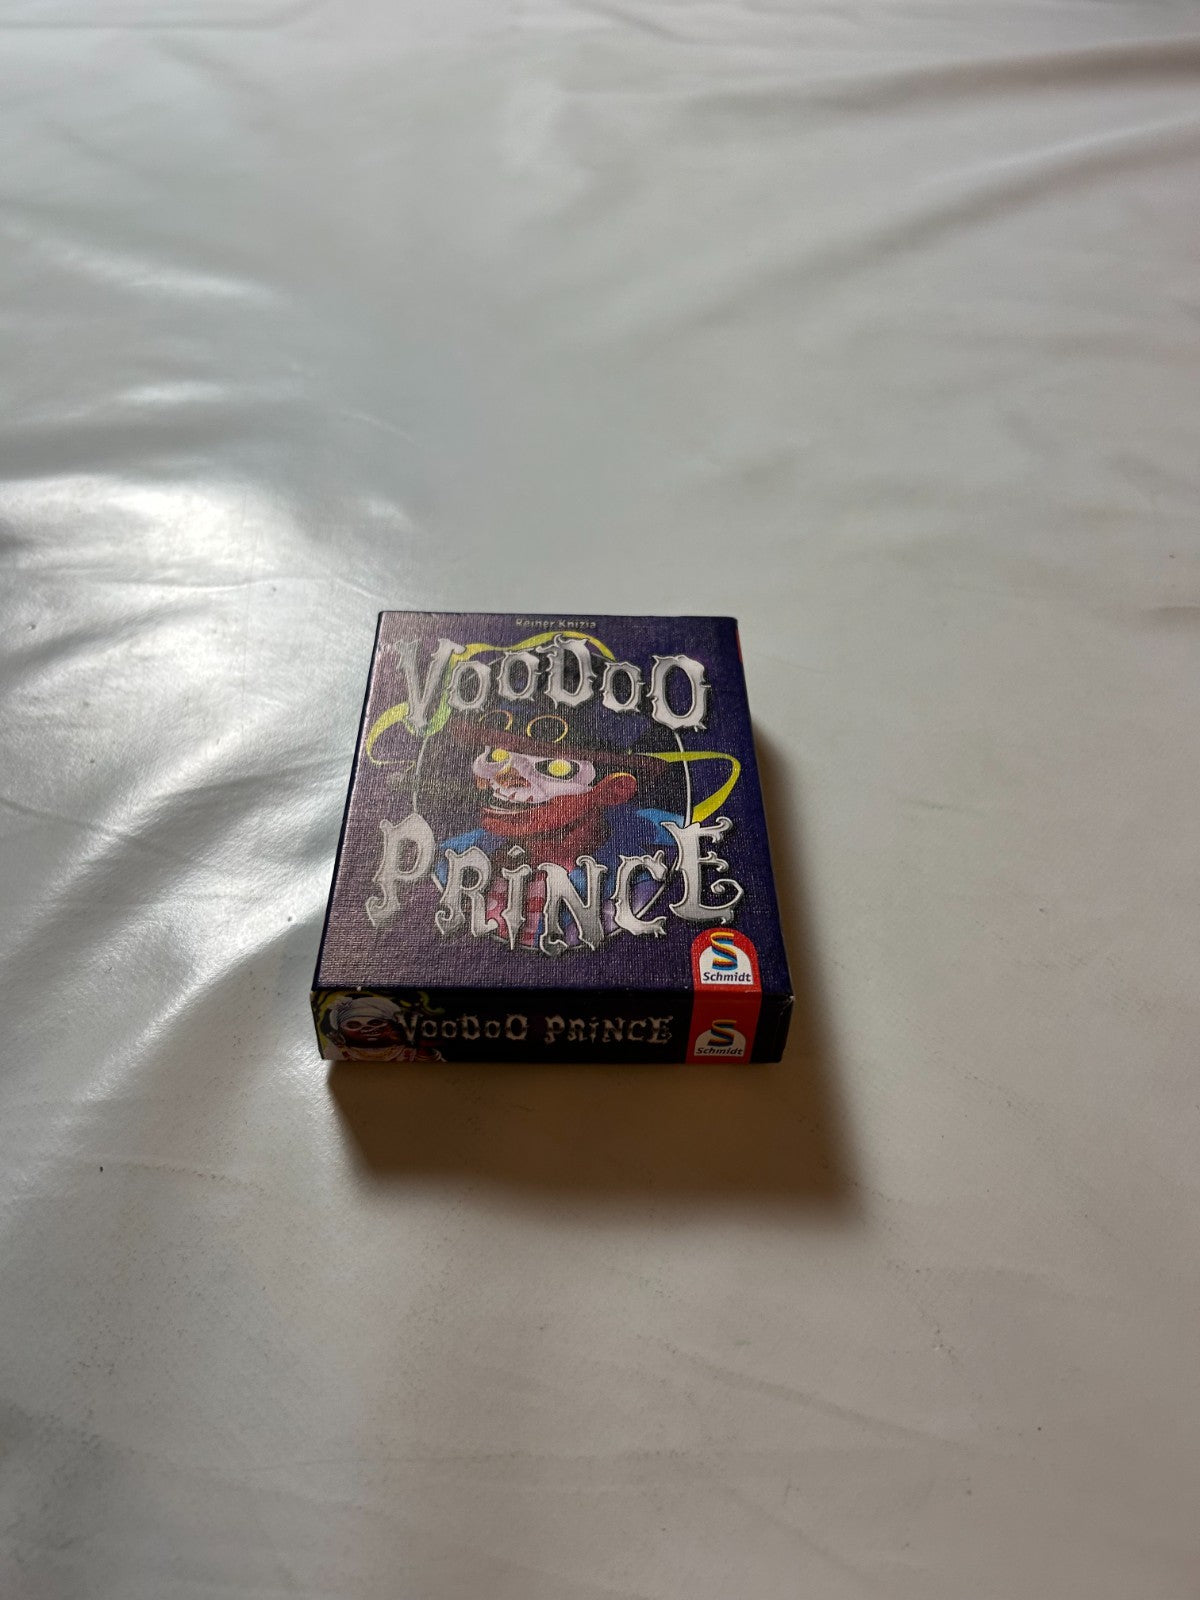 Reiner Knizia
VOODOO
PRINCE
Schmidt
VOODOO PRINCE
Schmidt